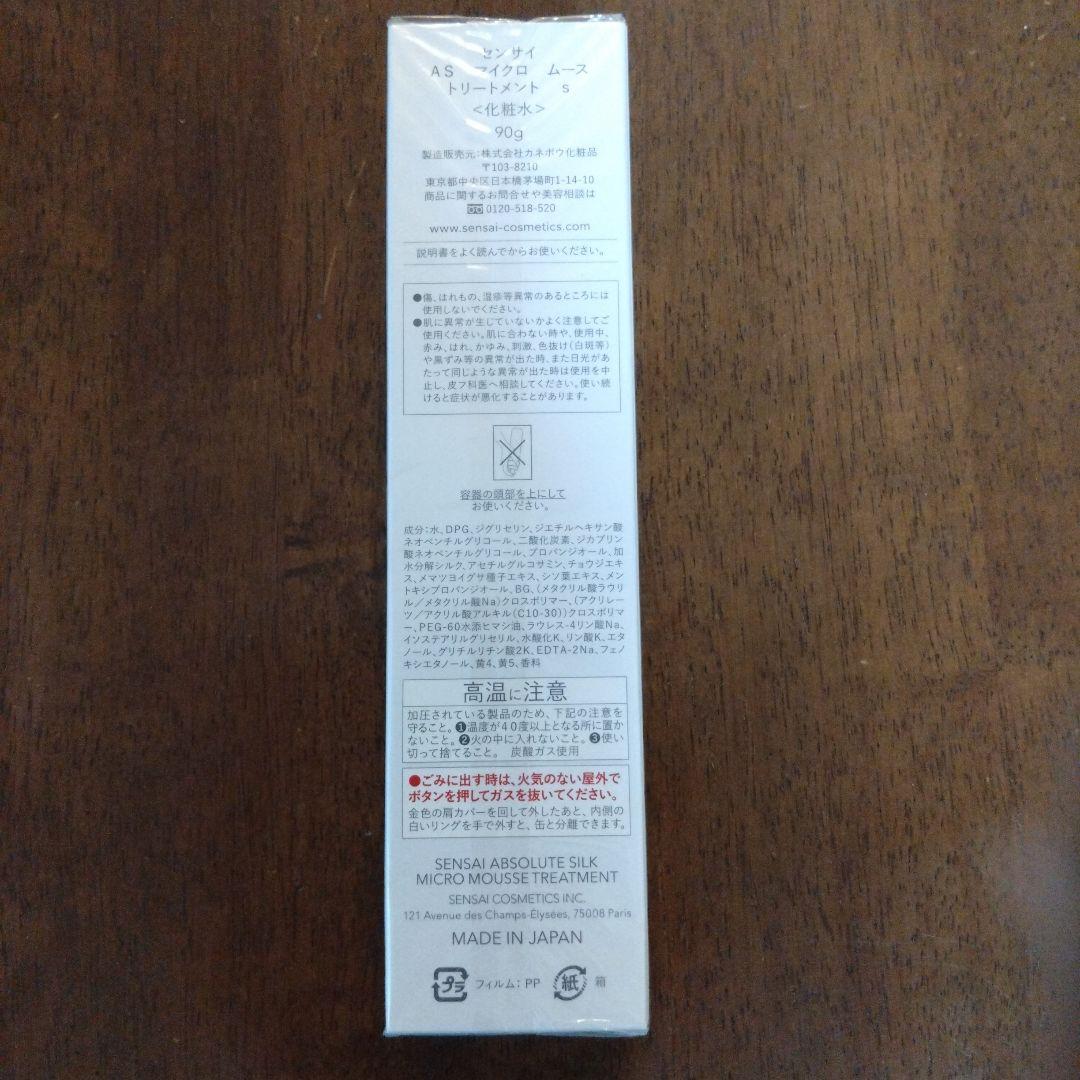 センサイ
AS マイクロ ムース
トリートメント s
<化粧水>
90g
製造販売元:株式会社カネボウ化粧品
〒103-8210
東京都中央区日本橋茅場町1-14-10
商品に関するお問合せや美容相談は
0120-518-520
www.sensai-cosmetics.com
説明書をよく読んでからお使いください。
●傷、はれもの、湿疹等異常のあるところには
使用しないでください。
●肌に異常が生じていないかよく注意してご
使用ください。肌に合わない時や、使用中、
赤み、はれ、かゆみ、刺激、色抜け(白斑等)
や黒ずみ等の異常が出た時、また日光があ
たって同じような異常が出た時は使用を中
止し、皮フ科医へ相談してください。使い続
けると症状が悪化することがあります。
容器の頭部を上にして
お使いください。
成分:水、DPG、ジグリセリン、ジエチルヘキサン酸
ネオペンチルグリコール、二酸化炭素、ジカプリン
酸ネオペンチルグリコール、プロパンジオール、加
水分解シルク、アセチルグルコサミン、チョウジエキ
ス、メマツヨイグサ種子エキス、シソ葉エキス、メン
トキシプロパンジオール、BG、(メタクリル酸ラウリ
ル/メタクリル酸Na)クロスポリマー、(アクリレー
ツ/アクリル酸アルキル(C10-30))クロスポリマ
ー、PEG-60水添ヒマシ油、ラウレス-4リン酸Na、
イソステアリルグリセリル、水酸化K、リン酸K、エタ
ノール、グリチルリチン酸2K、EDTA-2Na、フェノ
キシエタノール、黄4、黄5、香料
高温に注意
加圧されている製品のため、下記の注意を
守ること。❶温度が40度以上となる所に置か
ないこと。❷火の中に入れないこと。❸使い
切って捨てること。 炭酸ガス使用
●ごみに出す時は、火気のない屋外で
ボタンを押してガスを抜いてください。
金色の肩カバーを回して外したあと、内側の
白いリングを手で外すと、缶と分離できます。
SENSAI ABSOLUTE SILK
MICRO MOUSSE TREATMENT
SENSAI COSMETICS INC.
121 Avenue des Champs-Élysées, 75008 Paris
MADE IN JAPAN
プラ フィルム:PP 紙 箱